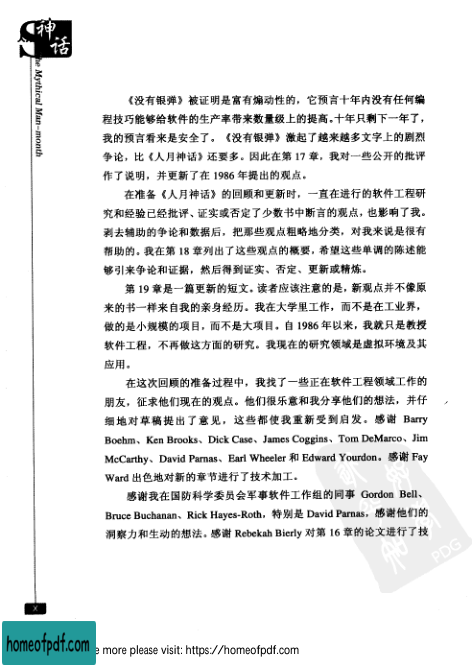 神
话
he Mythical Man-month
《没有银弹》被证明是富有煽动性的，它预言十年内没有任何编
程技巧能够给软件的生产率带来数量级上的提高。十年只剩下一年了，
我的预言看来是安全了。《没有银弹》激起了越来越多文字上的剧烈
争论，比《人月神话》还要多。因此在第 17 章，我对一些公开的批评
作了说明，并更新了在 1986 年提出的观点。
在准备《人月神话》的回顾和更新时，一直在进行的软件工程研
究和经验已经批评、证实或否定了少数书中断言的观点，也影响了我。
剥去辅助的争论和数据后，把那些观点粗略地分类，对我来说是很有
帮助的。我在第 18 章列出了这些观点的概要，希望这些单调的陈述能
够引来争论和证据，然后得到证实、否定、更新或精炼。
第 19 章是一篇更新的短文。读者应该注意的是，新观点并不像原
来的书一样来自我的亲身经历。我在大学里工作，而不是在工业界，
做的是小规模的项目，而不是大项目。自 1986 年以来，我就只是教授
软件工程，不再做这方面的研究。我现在的研究领域是虚拟环境及其
应用。
在这次回顾的准备过程中，我找了一些正在软件工程领域工作的
朋友，征求他们现在的观点。他们很乐意和我分享他们的想法，并仔
细地对草稿提出了意见，这些都使我重新受到启发。感谢 Barry
Boehm、Ken Brooks、Dick Case、James Coggins、Tom DeMarco、Jim
McCarthy、David Parnas、Earl Wheeler 和 Edward Yourdon。感谢 Fay
Ward 出色地对新的章节进行了技术加工。
感谢我在国防科学委员会军事软件工作组的同事 Gordon Bell、
Bruce Buchanan、Rick Hayes-Roth，特别是 David Parnas，感谢他们的
洞察力和生动的想法。感谢 Rebekah Bierly 对第 16 章的论文进行了技
PDG
X
homeofpdf.com
e more please visit: https://homeofpdf.com